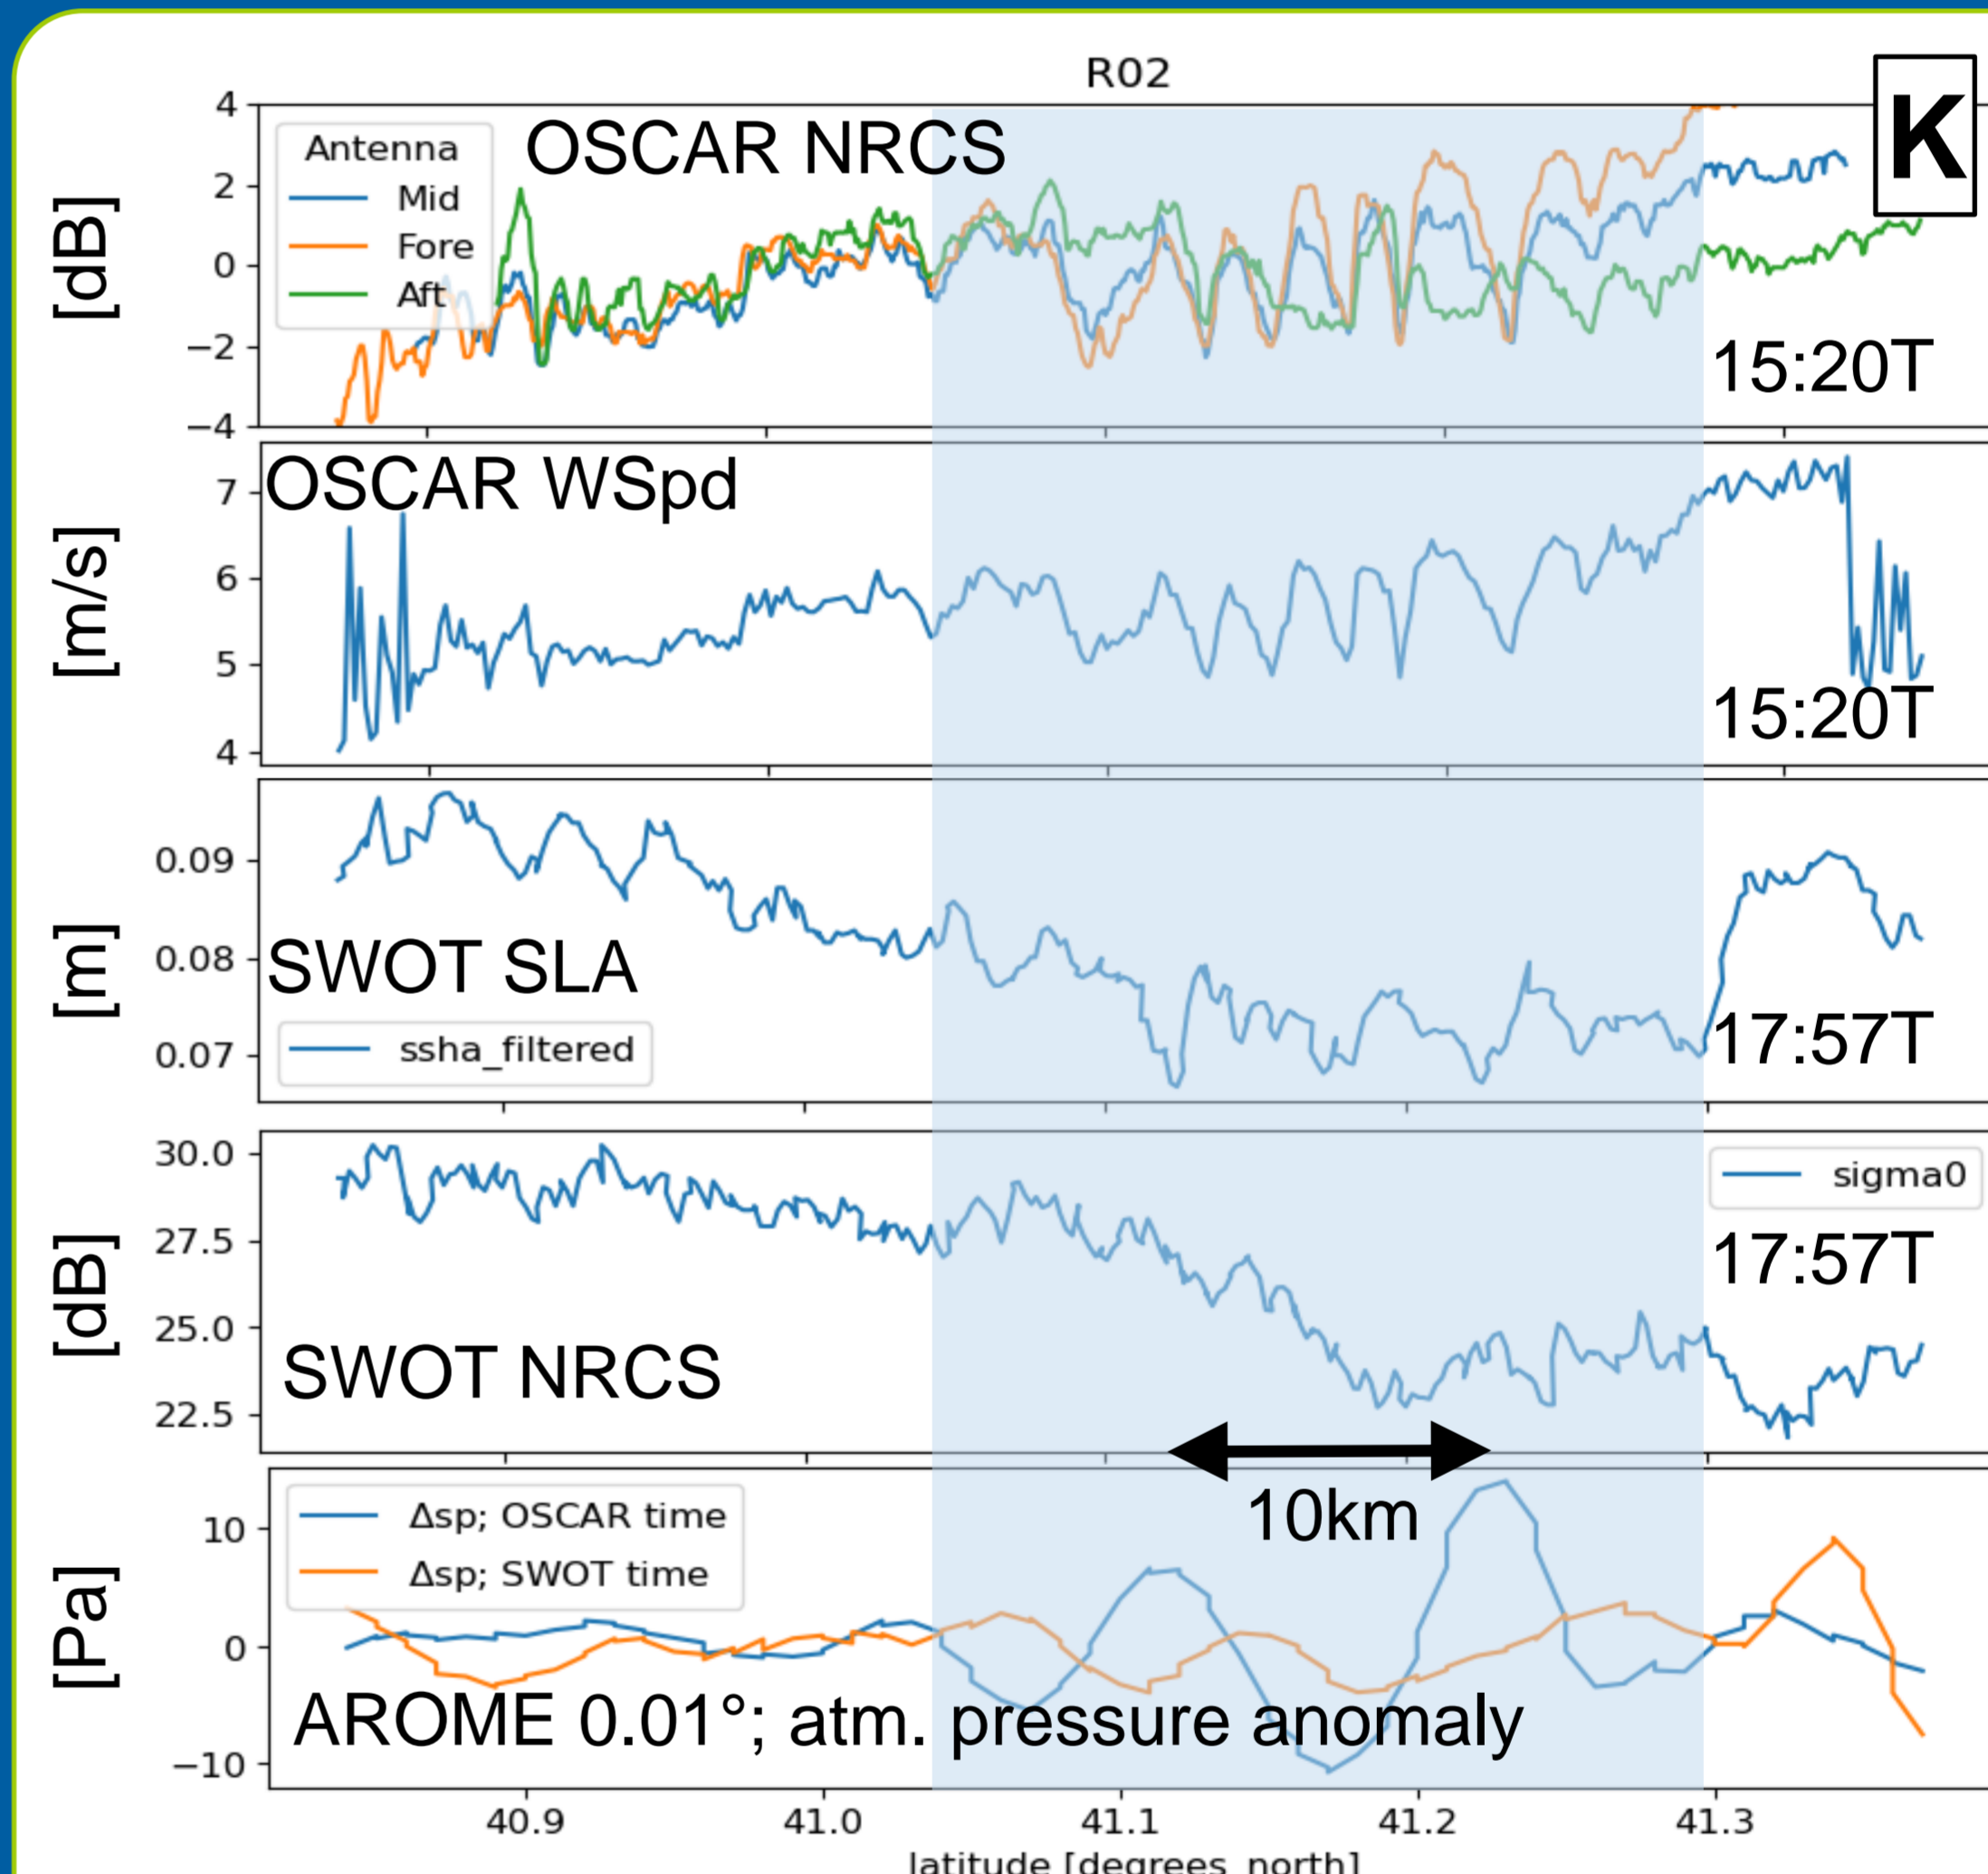 R02
K
OSCAR NRCS
Antenna
Mid
Fore
Aft
[dB]
4
2
0
−2
−4
15:20T
OSCAR WSpd
[m/s]
7
6
5
4
15:20T
SWOT SLA
ssha_filtered
[m]
0.09
0.08
0.07
17:57T
sigma0
[dB]
30.0
27.5
25.0
22.5
17:57T
SWOT NRCS
10km
Δsp; OSCAR time
Δsp; SWOT time
[Pa]
10
0
−10
AROME 0.01°; atm. pressure anomaly
40.9 41.0 41.1 41.2 41.3
latitude [degrees_north]